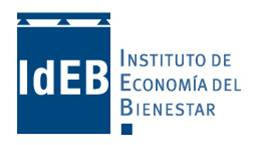 IdEB
INSTITUTO DE
ECONOMÍA DEL
BIENESTAR